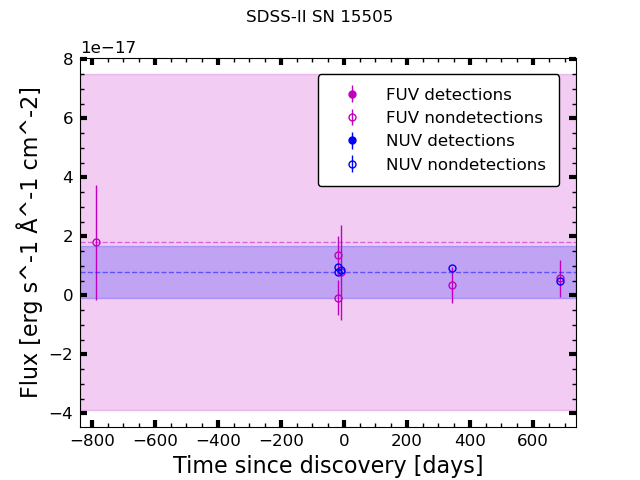 SDSS-II SN 15505
1e−17
8
6
4
2
0
−2
−4
Flux [erg s^-1 Å^-1 cm^-2]
FUV detections
FUV nondetections
NUV detections
NUV nondetections
−800 −600 −400 −200 0 200 400 600
Time since discovery [days]